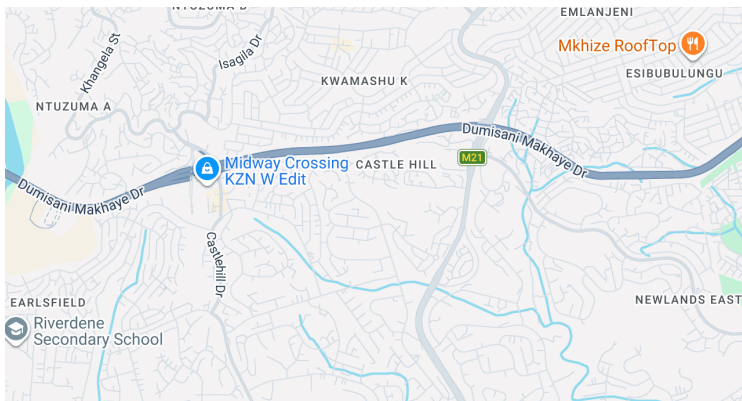 NTUZUMA D
EMLANJENI
Khangela St
Isagila Dr
Mkhize RoofTop
KWAMASHU K
ESIBUBULUNGU
NTUZUMA A
Dumisani Makhaye Dr
Midway Crossing
KZN W Edit
CASTLE HILL
M21
Dumisani Makhaye Dr
Castlehill Dr
EARLSFIELD
NEWLANDS EAST
Riverdene
Secondary School